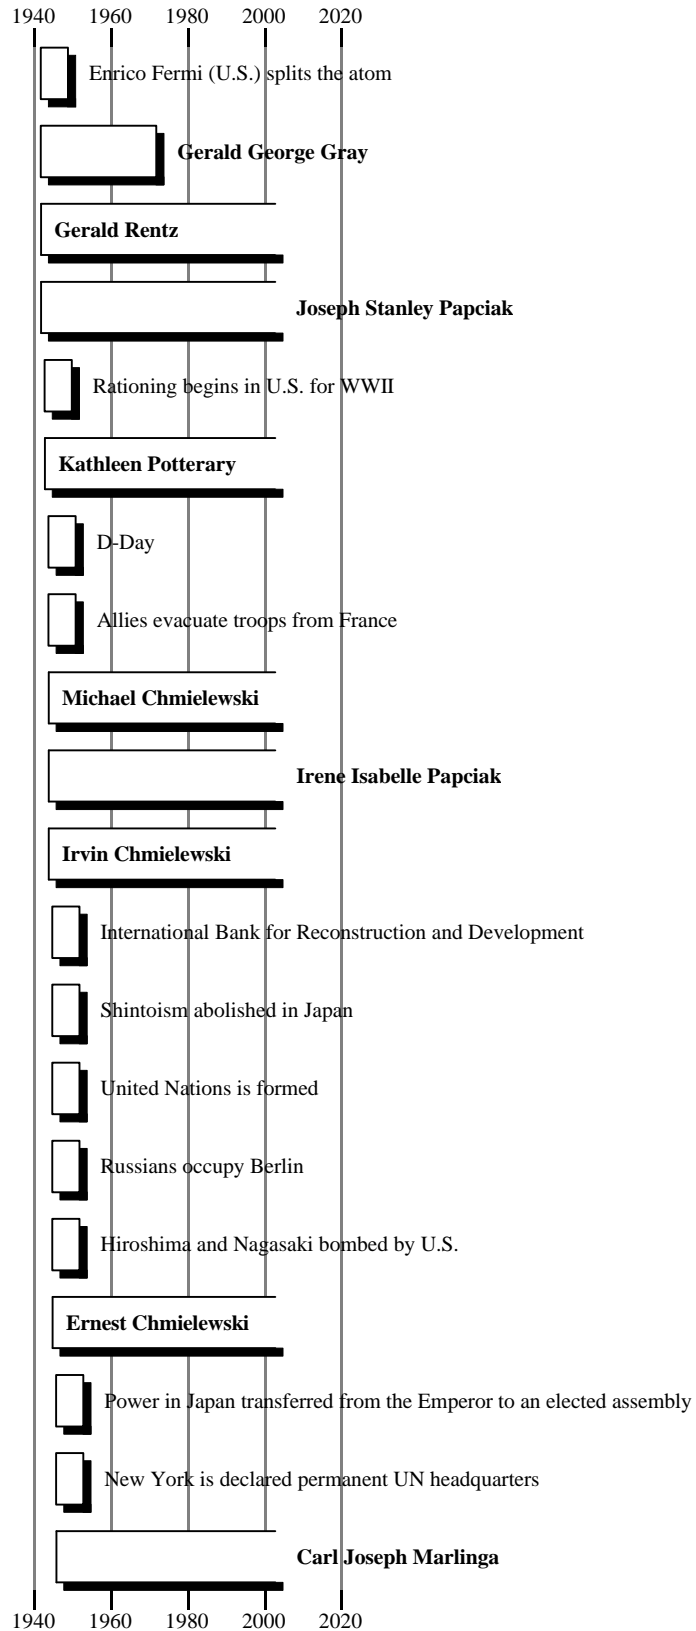 1940 1960 1980 2000 2020
Enrico Fermi (U.S.) splits the atom
Gerald George Gray
Gerald Rentz
Joseph Stanley Papciak
Rationing begins in U.S. for WWII
Kathleen Potterary
D-Day
Allies evacuate troops from France
Michael Chmielewski
Irene Isabelle Papciak
Irvin Chmielewski
International Bank for Reconstruction and Development
Shintoism abolished in Japan
United Nations is formed
Russians occupy Berlin
Hiroshima and Nagasaki bombed by U.S.
Ernest Chmielewski
Power in Japan transferred from the Emperor to an elected assembly
New York is declared permanent UN headquarters
Carl Joseph Marlinga
1940 1960 1980 2000 2020